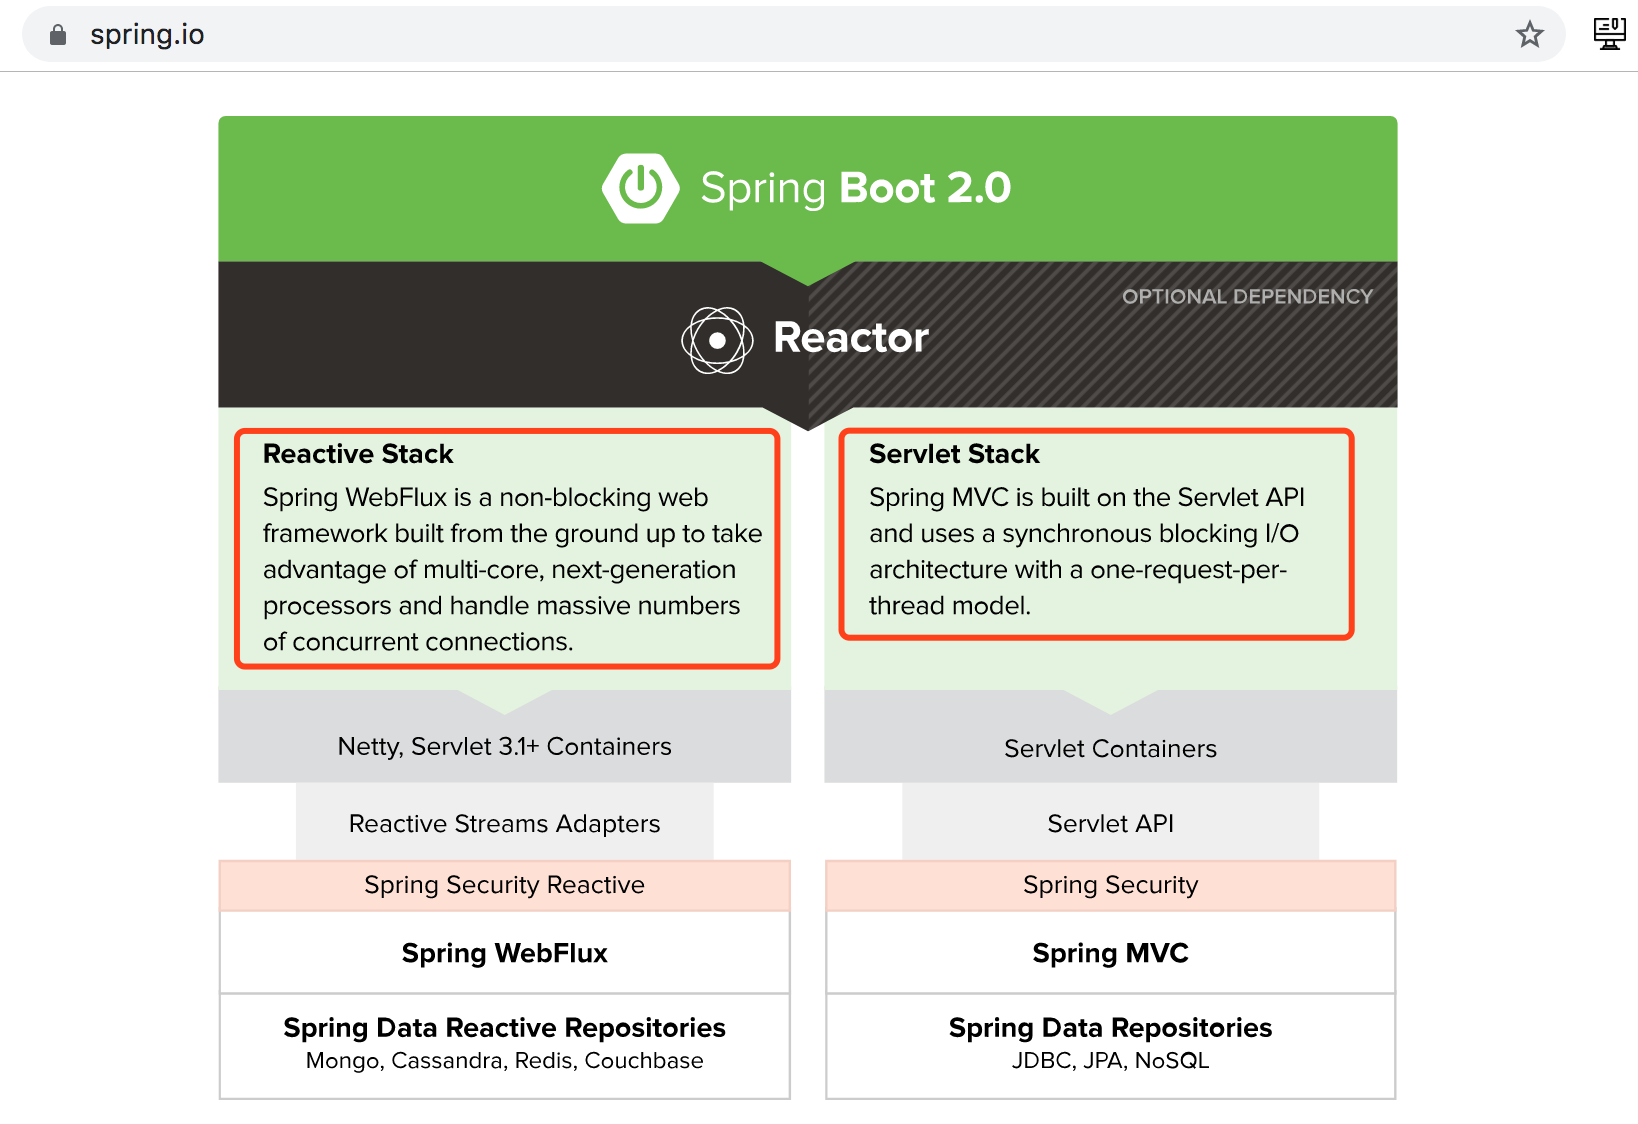 spring.io
Spring Boot 2.0
OPTIONAL DEPENDENCY
Reactor
Reactive Stack
Spring WebFlux is a non-blocking web
framework built from the ground up to take
advantage of multi-core, next-generation
processors and handle massive numbers
of concurrent connections.
Servlet Stack
Spring MVC is built on the Servlet API
and uses a synchronous blocking I/O
architecture with a one-request-per-
thread model.
Netty, Servlet 3.1+ Containers
Servlet Containers
Reactive Streams Adapters
Servlet API
Spring Security Reactive
Spring Security
Spring WebFlux
Spring MVC
Spring Data Reactive Repositories
Mongo, Cassandra, Redis, Couchbase
Spring Data Repositories
JDBC, JPA, NoSQL